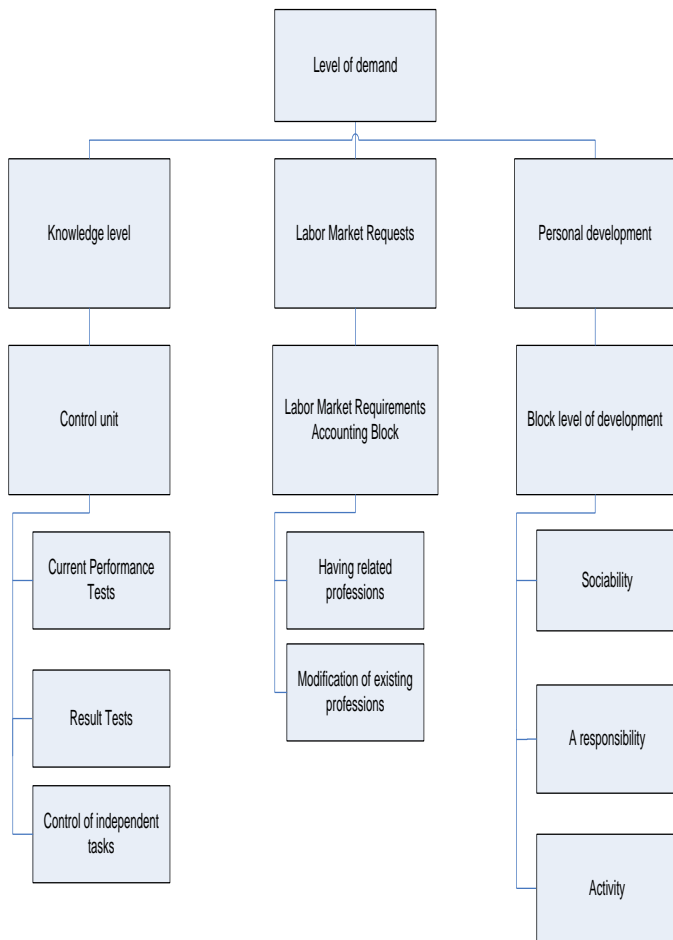 Level of demand
Knowledge level
Labor Market Requests
Personal development
Control unit
Labor Market Requirements
Accounting Block
Block level of development
Current Performance
Tests
Having related
professions
Sociability
Result Tests
Modification of existing
professions
A responsibility
Control of independent
tasks
Activity